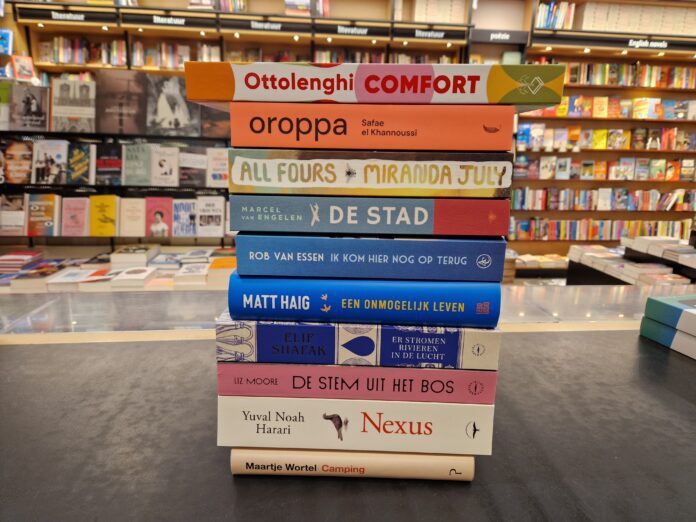 literatuur
literatuur
literatuur
literatuur
poëzie
English novels
Ottolenghi COMFORT
oroppa Safae
el Khannoussi
ALL FOURS MIRANDA JULY
MARCEL
VAN ENGELEN DE STAD
ROB VAN ESSEN IK KOM HIER NOG OP TERUG
MATT HAIG EEN ONMOGELIJK LEVEN
ELIF
SHAFAK
ER STROMEN
RIVIEREN
IN DE LUCHT
LIZ MOORE DE STEM UIT HET BOS
Yuval Noah
Harari
Nexus
Maartje Wortel Camping